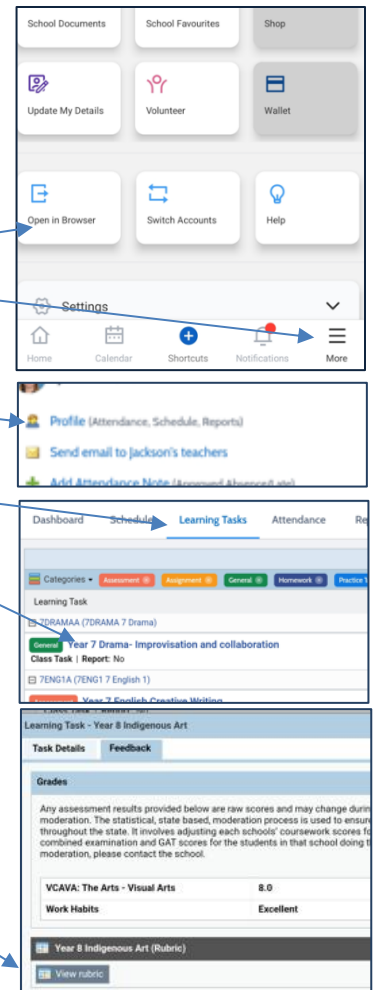 School Documents School Favourites Shop
Update My Details Volunteer Wallet
Open in Browser Switch Accounts Help
Settings
Home Calendar Shortcuts Notifications More
Profile (Attendance, Schedule, Reports)
Send email to Jackson's teachers
Add Attendance Note (Approved Absence/Late)
Dashboard Schedule Learning Tasks Attendance Re
Categories Assessment Assignment General Homework Practice
Learning Task
7DRAMAA (7DRAMA 7 Drama)
General Year 7 Drama- Improvisation and collaboration
Class Task | Report: No
7ENG1A (7ENG1 7 English 1)
Year 7 English Creative Writing
Learning Task - Year 8 Indigenous Art
Task Details Feedback
Grades
Any assessment results provided below are raw scores and may change durin
moderation. The statistical, state based, moderation process is used to ensure
throughout the state. It involves adjusting each schools' coursework scores fo
combined examination and GAT scores for the students in that school doing t
moderation, please contact the school.
VCAVA: The Arts - Visual Arts 8.0
Work Habits Excellent
Year 8 Indigenous Art (Rubric)
View rubric